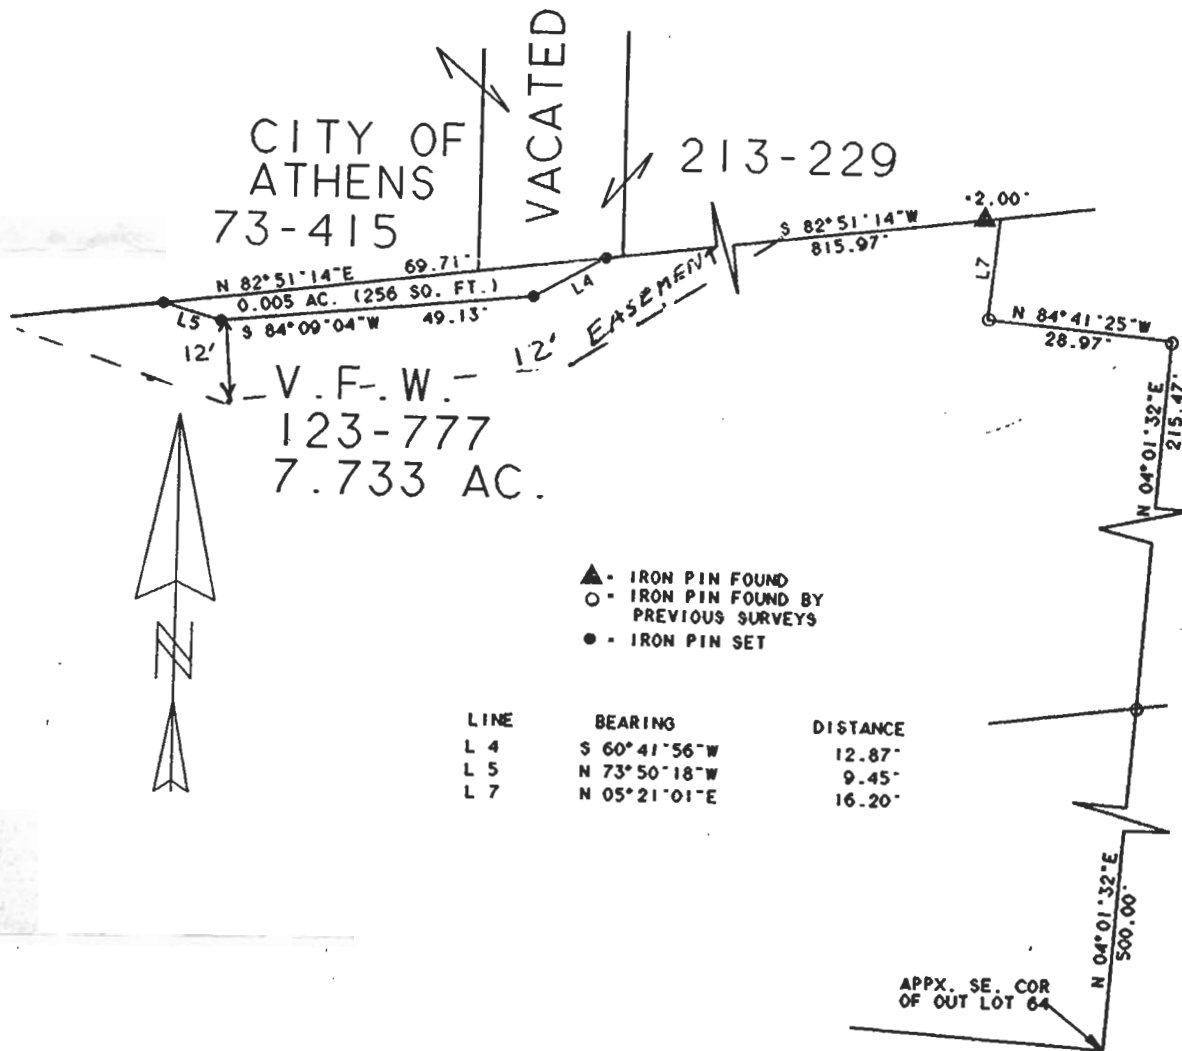 VACATED
CITY OF
ATHENS
73-415
213-229
2.00'
S 82°51'14"W
815.97'
N 82°51'14"E 69.71'
0.005 AC. (256 SQ. FT.)
S 84°09'04"W 49.13'
L4
L5
L7
12'
12' EASEMENT
N 84°41'25"W
28.97'
N 04°01'32"E
215.47'
V.F.W.
123-777
7.733 AC.
N
▲ - IRON PIN FOUND
○ - IRON PIN FOUND BY
PREVIOUS SURVEYS
● - IRON PIN SET
LINE BEARING DISTANCE
L 4 S 60°41'56"W 12.87'
L 5 N 73°50'18"W 9.45'
L 7 N 05°21'01"E 16.20'
N 04°01'32"E
500.00'
APPX. SE. COR
OF OUT LOT 64